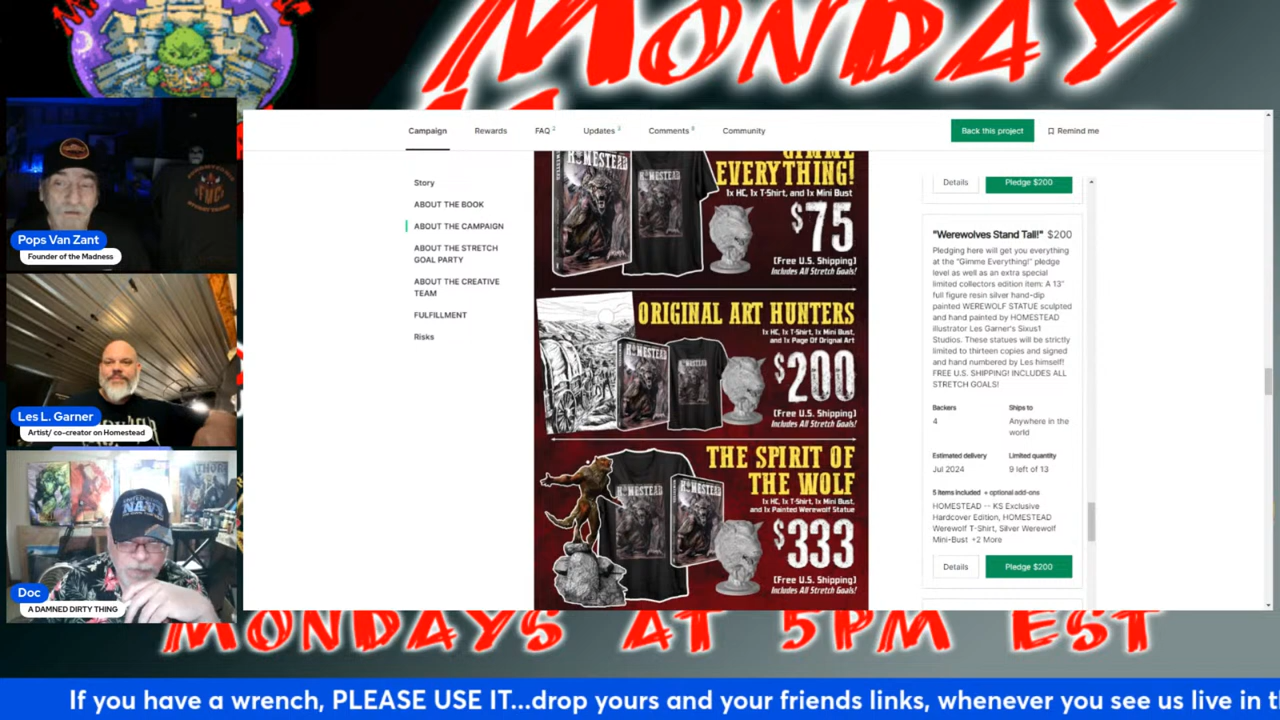 MONDAY
Campaign
Rewards
FAQ 2
Updates 3
Comments 8
Community
Back this project
Remind me
Story
ABOUT THE BOOK
ABOUT THE CAMPAIGN
ABOUT THE STRETCH
GOAL PARTY
ABOUT THE CREATIVE
TEAM
FULFILLMENT
Risks
HOMESTEAD
GIMME
EVERYTHING!
1x HC, 1x T-Shirt, and 1x Mini Bust
$75
(Free U.S. Shipping)
Includes All Stretch Goals!
ORIGINAL ART HUNTERS
1x HC, 1x T-Shirt, 1x Mini Bust,
and 1x Page Of Orignal Art
HOMESTEAD
$200
(Free U.S. Shipping)
Includes All Stretch Goals!
THE SPIRIT OF
THE WOLF
1x HC, 1x T-Shirt, 1x Mini Bust,
and 1x Painted Werewolf Statue
HOMESTEAD
HOMESTEAD
$333
(Free U.S. Shipping)
Includes All Stretch Goals!
Details
Pledge $200
"Werewolves Stand Tall!" $200
Pledging here will get you everything
at the "Gimme Everything!" pledge
level as well as an extra special
limited collectors edition item: A 13"
full figure resin silver hand-dip
painted WEREWOLF STATUE sculpted
and hand painted by HOMESTEAD
illustrator Les Garner's Sixus1
Studios. These statues will be strictly
limited to thirteen copies and signed
and hand numbered by Les himself!
FREE U.S. SHIPPING! INCLUDES ALL
STRETCH GOALS!
Backers
4
Ships to
Anywhere in the
world
Estimated delivery
Jul 2024
Limited quantity
9 left of 13
5 items included + optional add-ons
HOMESTEAD -- KS Exclusive
Hardcover Edition, HOMESTEAD
Werewolf T-Shirt, Silver Werewolf
Mini-Bust +2 More
Details
Pledge $200
Pops Van Zant
Founder of the Madness
Les L. Garner
Artist/ co-creator on Homestead
THOR
NAVY
Doc
A DAMNED DIRTY THING
MONDAYS AT 5PM EST
If you have a wrench, PLEASE USE IT...drop yours and your friends links, whenever you see us live in t